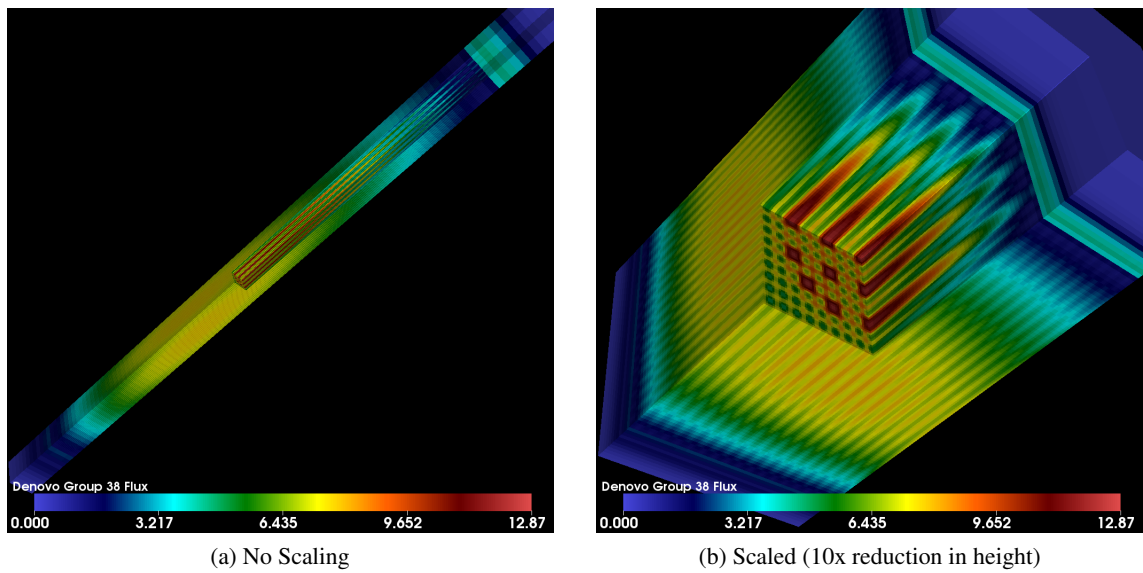 Denovo Group 38 Flux
0.000 3.217 6.435 9.652 12.87
(a) No Scaling
Denovo Group 38 Flux
0.000 3.217 6.435 9.652 12.87
(b) Scaled (10x reduction in height)